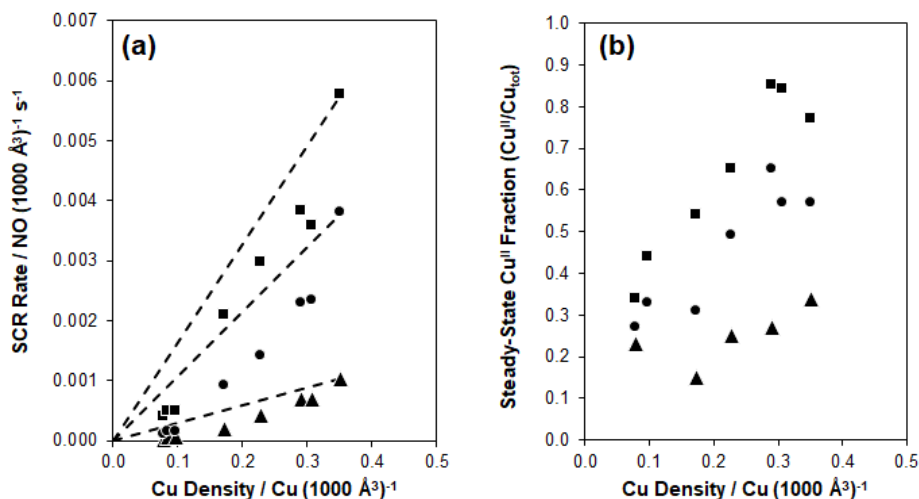 (a)
SCR Rate / NO (1000 Å³)⁻¹ s⁻¹
0.007
0.006
0.005
0.004
0.003
0.002
0.001
0.000
0.0 0.1 0.2 0.3 0.4 0.5
Cu Density / Cu (1000 Å³)⁻¹
(b)
Steady-State Cuᴵᴵ Fraction (Cuᴵᴵ/Cuₜₒₜ)
1.0
0.9
0.8
0.7
0.6
0.5
0.4
0.3
0.2
0.1
0.0
0.0 0.1 0.2 0.3 0.4 0.5
Cu Density / Cu (1000 Å³)⁻¹